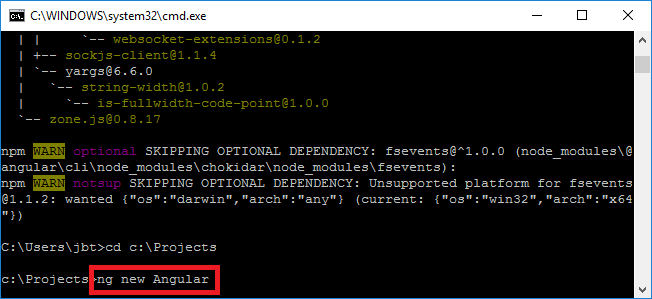 C:\WINDOWS\system32\cmd.exe
| |      `-- websocket-extensions@0.1.2
| +-- sockjs-client@1.1.4
| `-- yargs@6.6.0
|   `-- string-width@1.0.2
|     `-- is-fullwidth-code-point@1.0.0
`-- zone.js@0.8.17
npm WARN optional SKIPPING OPTIONAL DEPENDENCY: fsevents@^1.0.0 (node_modules\@
angular\cli\node_modules\chokidar\node_modules\fsevents):
npm WARN notsup SKIPPING OPTIONAL DEPENDENCY: Unsupported platform for fsevents
@1.1.2: wanted {"os":"darwin","arch":"any"} (current: {"os":"win32","arch":"x64
"})
C:\Users\jbt>cd c:\Projects
c:\Projects>ng new Angular